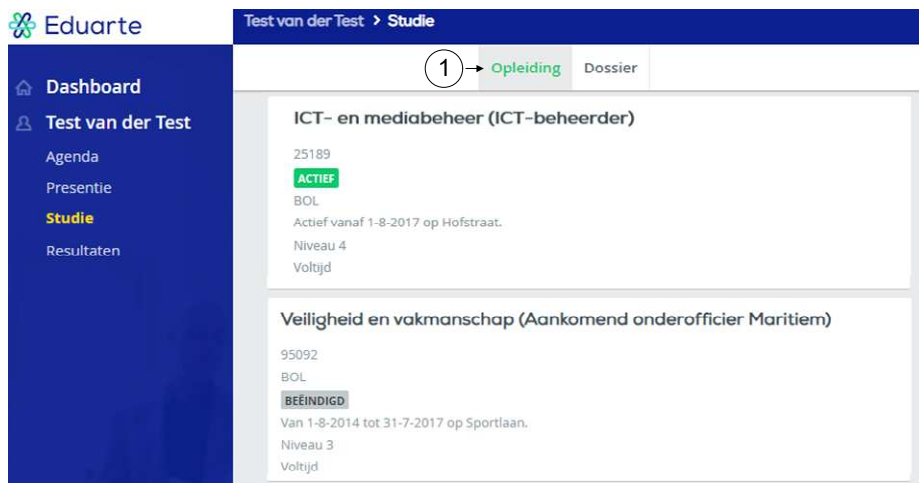 Eduarte
Test van der Test > Studie
1 Opleiding Dossier
Dashboard
Test van der Test
Agenda
Presentie
Studie
Resultaten
ICT- en mediabeheer (ICT-beheerder)
25189
ACTIEF
BOL
Actief vanaf 1-8-2017 op Hofstraat.
Niveau 4
Voltijd
Veiligheid en vakmanschap (Aankomend onderofficier Maritiem)
95092
BOL
BEËINDIGD
Van 1-8-2014 tot 31-7-2017 op Sportlaan.
Niveau 3
Voltijd